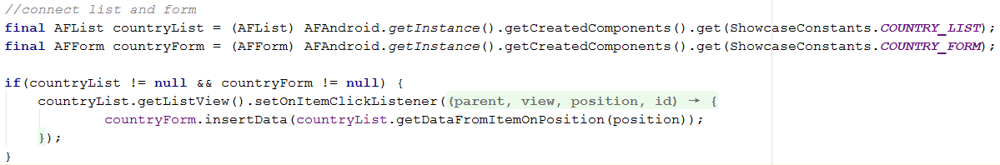 //connect list and form
final AFList countryList = (AFList) AFAndroid.getInstance().getCreatedComponents().get(ShowcaseConstants.COUNTRY_LIST);
final AFForm countryForm = (AFForm) AFAndroid.getInstance().getCreatedComponents().get(ShowcaseConstants.COUNTRY_FORM);
if(countryList != null && countryForm != null) {
countryList.getListView().setOnItemClickListener((parent, view, position, id) → {
countryForm.insertData(countryList.getDataFromItemOnPosition(position));
});
}